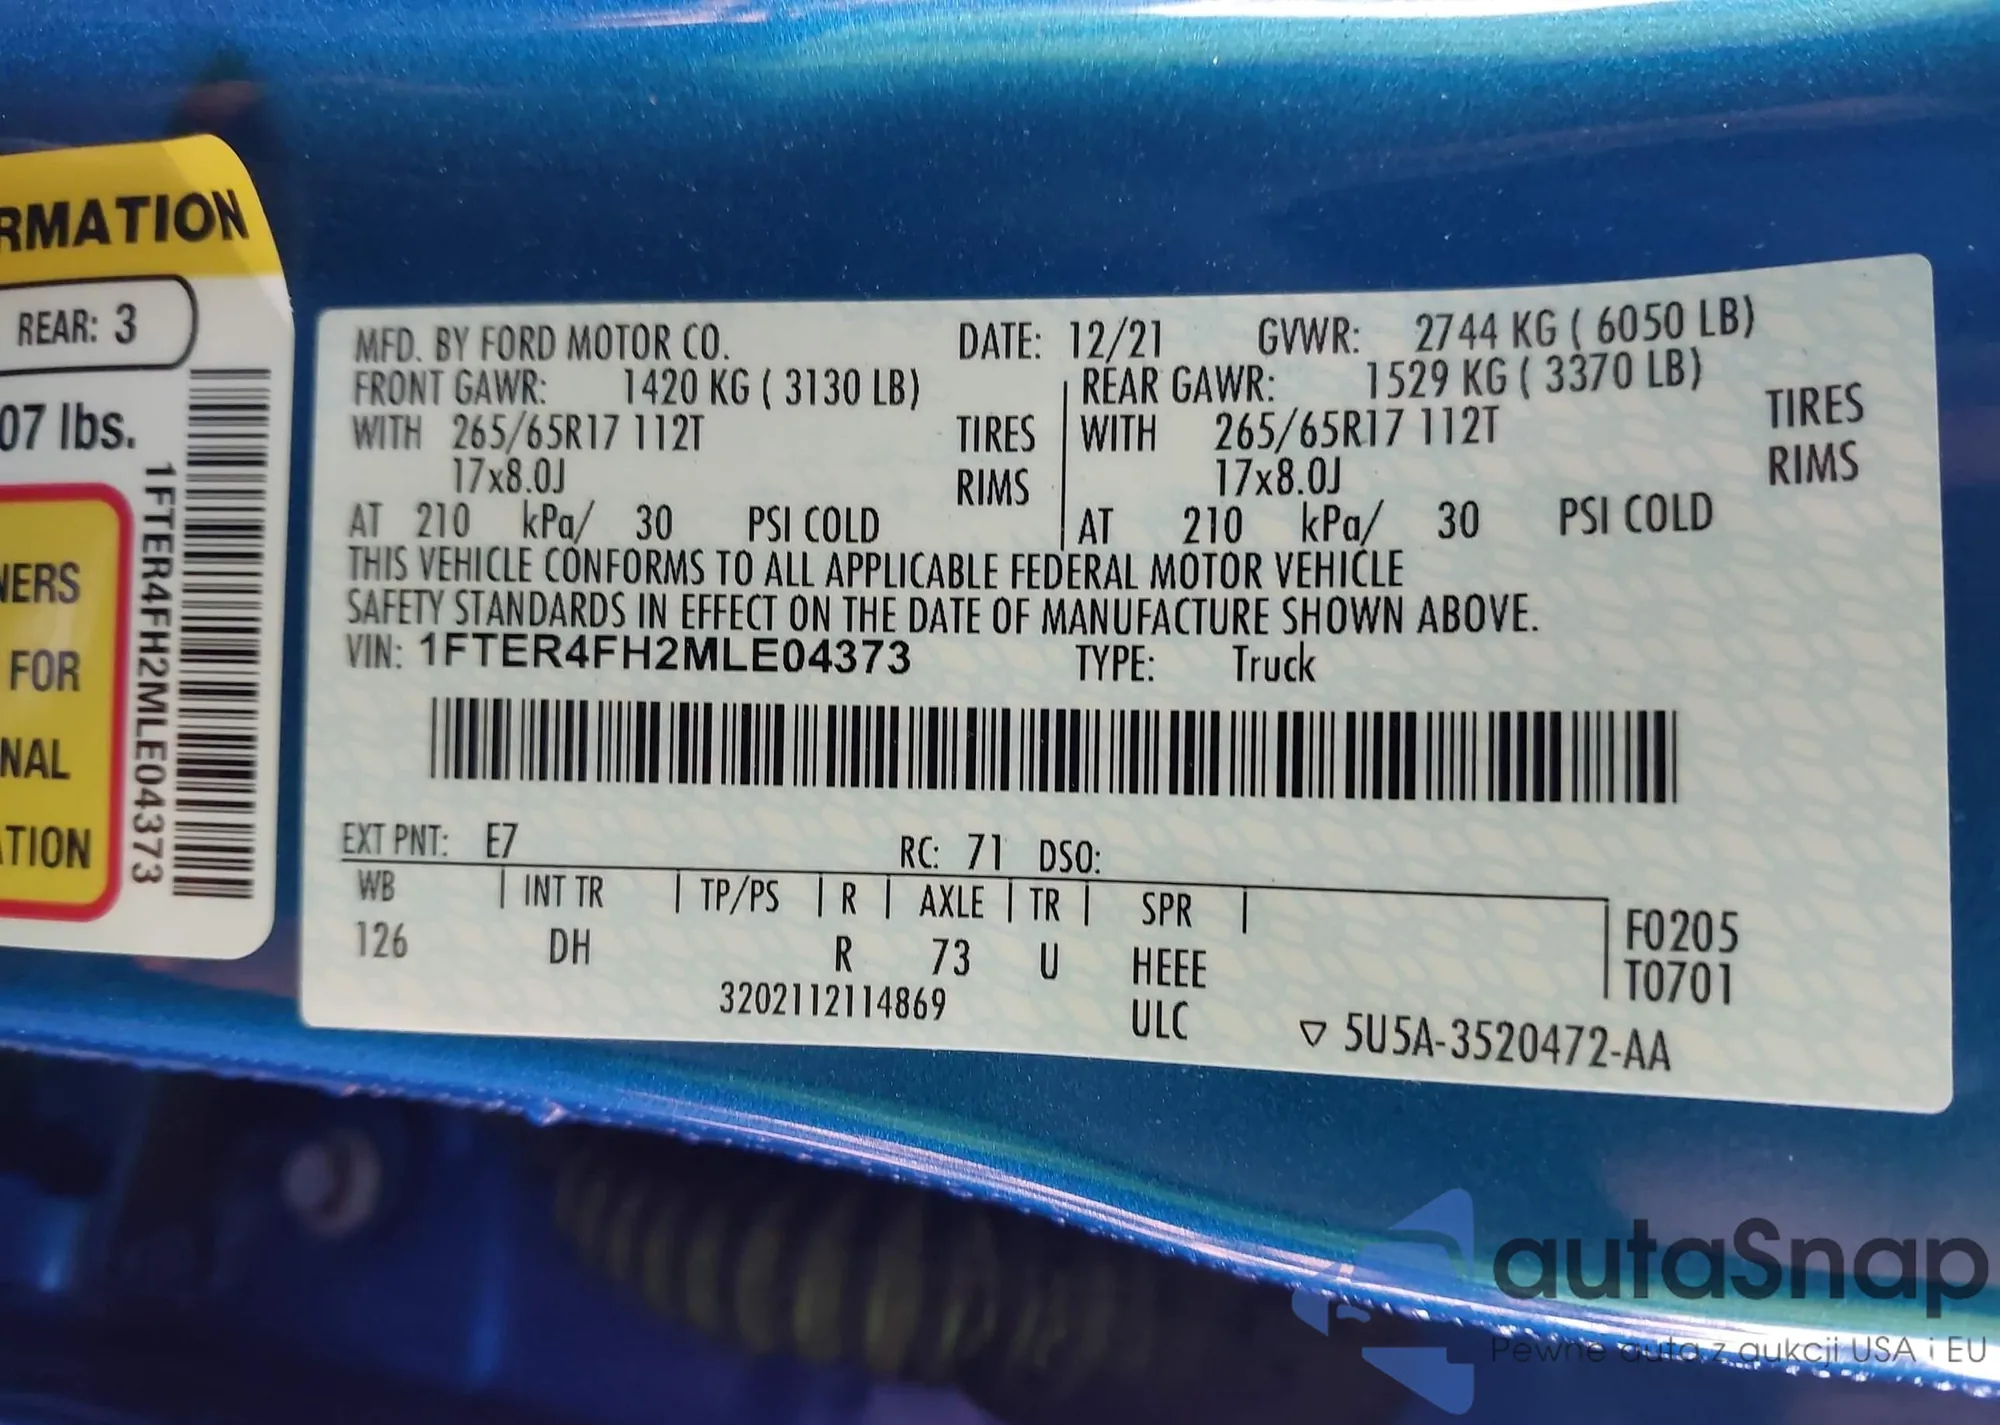 RMATION
REAR: 3
07 lbs.
NERS
FOR
NAL
ATION
1FTER4FH2MLE04373
MFD. BY FORD MOTOR CO. DATE: 12/21 GVWR: 2744 KG ( 6050 LB)
FRONT GAWR: 1420 KG ( 3130 LB) REAR GAWR: 1529 KG ( 3370 LB)
WITH 265/65R17 112T TIRES WITH 265/65R17 112T TIRES
17x8.0J RIMS 17x8.0J RIMS
AT 210 kPa/ 30 PSI COLD AT 210 kPa/ 30 PSI COLD
THIS VEHICLE CONFORMS TO ALL APPLICABLE FEDERAL MOTOR VEHICLE
SAFETY STANDARDS IN EFFECT ON THE DATE OF MANUFACTURE SHOWN ABOVE.
VIN: 1FTER4FH2MLE04373 TYPE: Truck
EXT PNT: E7 RC: 71 DSO:
WB | INT TR | TP/PS | R | AXLE | TR | SPR |
126 DH R 73 U HEEE
F0205
T0701
3202112114869 ULC ▽ 5U5A-3520472-AA
autaSnap
Pewne auta z aukcji USA i EU